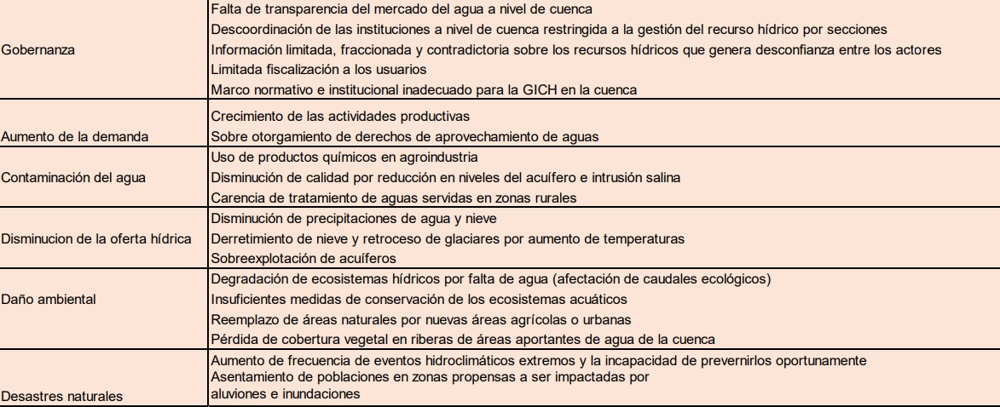 Falta de transparencia del mercado del agua a nivel de cuenca
Descoordinación de las instituciones a nivel de cuenca restringida a la gestión del recurso hídrico por secciones
Gobernanza
Información limitada, fraccionada y contradictoria sobre los recursos hídricos que genera desconfianza entre los actores
Limitada fiscalización a los usuarios
Marco normativo e institucional inadecuado para la GICH en la cuenca
Crecimiento de las actividades productivas
Aumento de la demanda
Sobre otorgamiento de derechos de aprovechamiento de aguas
Uso de productos químicos en agroindustria
Contaminación del agua
Disminución de calidad por reducción en niveles del acuífero e intrusión salina
Carencia de tratamiento de aguas servidas en zonas rurales
Disminución de precipitaciones de agua y nieve
Disminucion de la oferta hídrica
Derretimiento de nieve y retroceso de glaciares por aumento de temperaturas
Sobreexplotación de acuíferos
Degradación de ecosistemas hídricos por falta de agua (afectación de caudales ecológicos)
Daño ambiental
Insuficientes medidas de conservación de los ecosistemas acuáticos
Reemplazo de áreas naturales por nuevas áreas agrícolas o urbanas
Pérdida de cobertura vegetal en riberas de áreas aportantes de agua de la cuenca
Aumento de frecuencia de eventos hidroclimáticos extremos y la incapacidad de prevernirlos oportunamente
Asentamiento de poblaciones en zonas propensas a ser impactadas por
aluviones e inundaciones
Desastres naturales